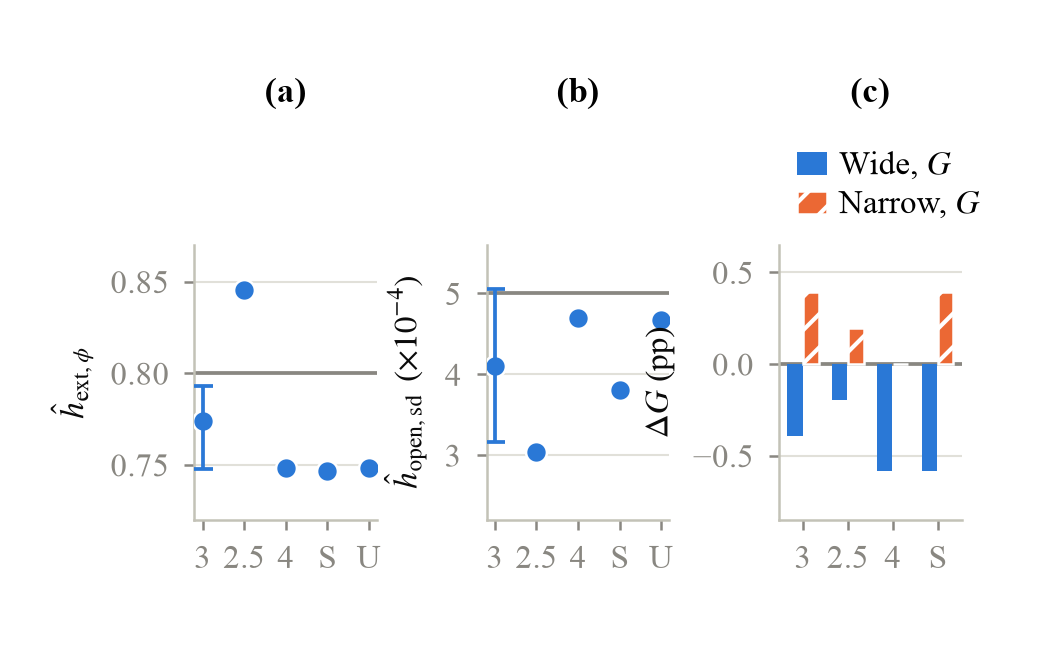 (a)
(b)
(c)
Wide, G
Narrow, G
ĥext, ϕ
0.85
0.80
0.75
3 2.5 4 S U
ĥopen, sd (×10⁻⁴)
5
4
3
3 2.5 4 S U
ΔG (pp)
0.5
0.0
−0.5
3 2.5 4 S